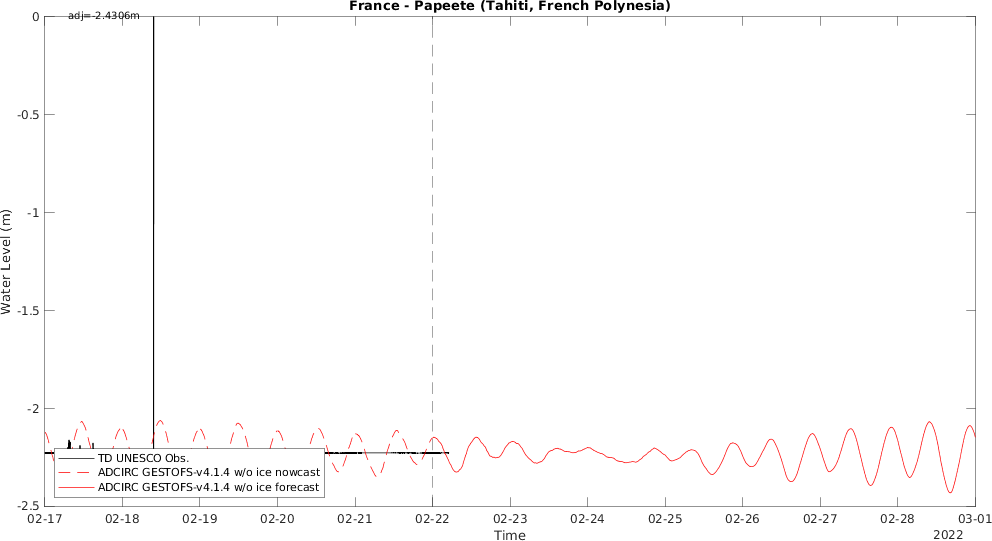 France - Papeete (Tahiti, French Polynesia)
adj=-2.4306m
0
-0.5
-1
-1.5
-2
-2.5
Water Level (m)
TD UNESCO Obs.
ADCIRC GESTOFS-v4.1.4 w/o ice nowcast
ADCIRC GESTOFS-v4.1.4 w/o ice forecast
02-17 02-18 02-19 02-20 02-21 02-22 02-23 02-24 02-25 02-26 02-27 02-28 03-01
Time
2022